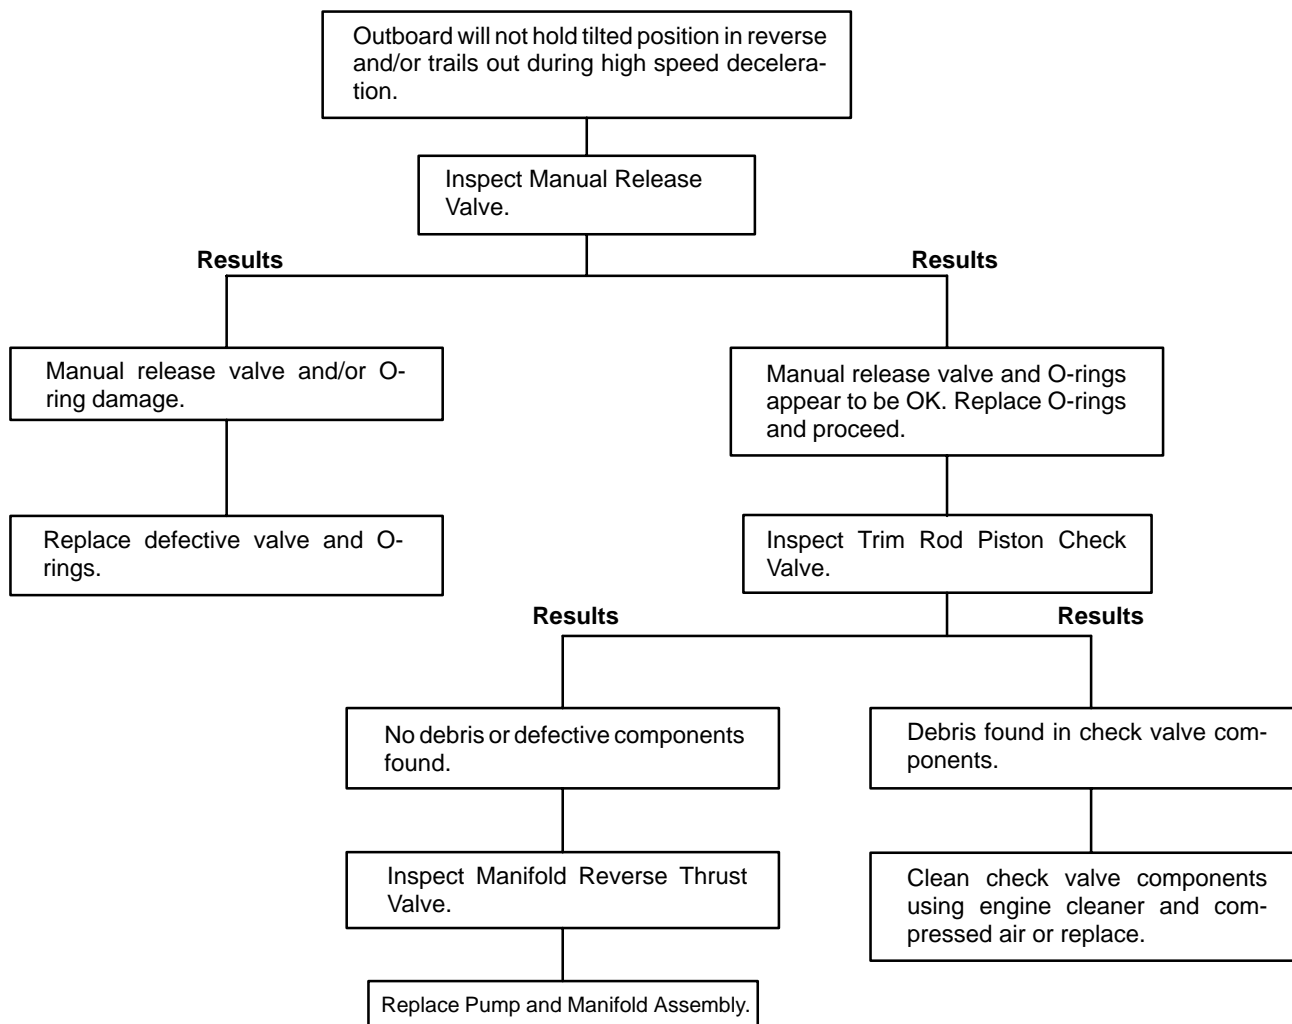 Outboard will not hold tilted position in reverse
and/or trails out during high speed decelera-
tion.
Inspect Manual Release
Valve.
Results
Results
Manual release valve and/or O-
ring damage.
Manual release valve and O-rings
appear to be OK. Replace O-rings
and proceed.
Replace defective valve and O-
rings.
Inspect Trim Rod Piston Check
Valve.
Results
Results
No debris or defective components
found.
Debris found in check valve com-
ponents.
Inspect Manifold Reverse Thrust
Valve.
Clean check valve components
using engine cleaner and com-
pressed air or replace.
Replace Pump and Manifold Assembly.